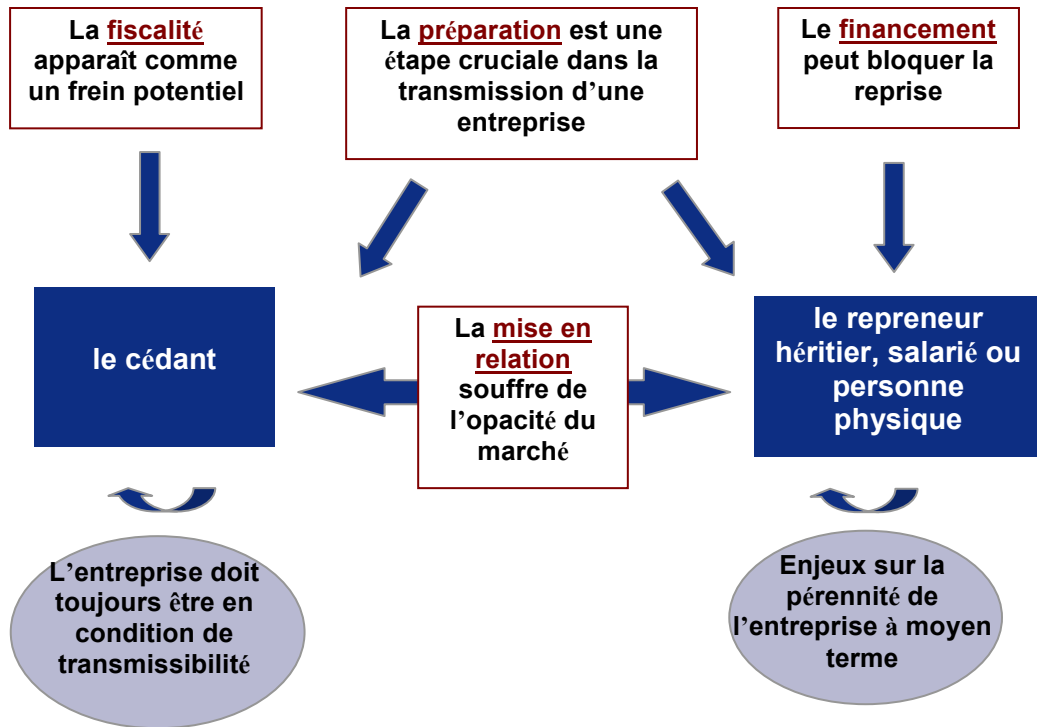 La fiscalité
apparaît comme
un frein potentiel
La préparation est une
étape cruciale dans la
transmission d’une
entreprise
Le financement
peut bloquer la
reprise
le cédant
La mise en
relation
souffre de
l’opacité du
marché
le repreneur
héritier, salarié ou
personne
physique
L’entreprise doit
toujours être en
condition de
transmissibilité
Enjeux sur la
pérennité de
l’entreprise à moyen
terme